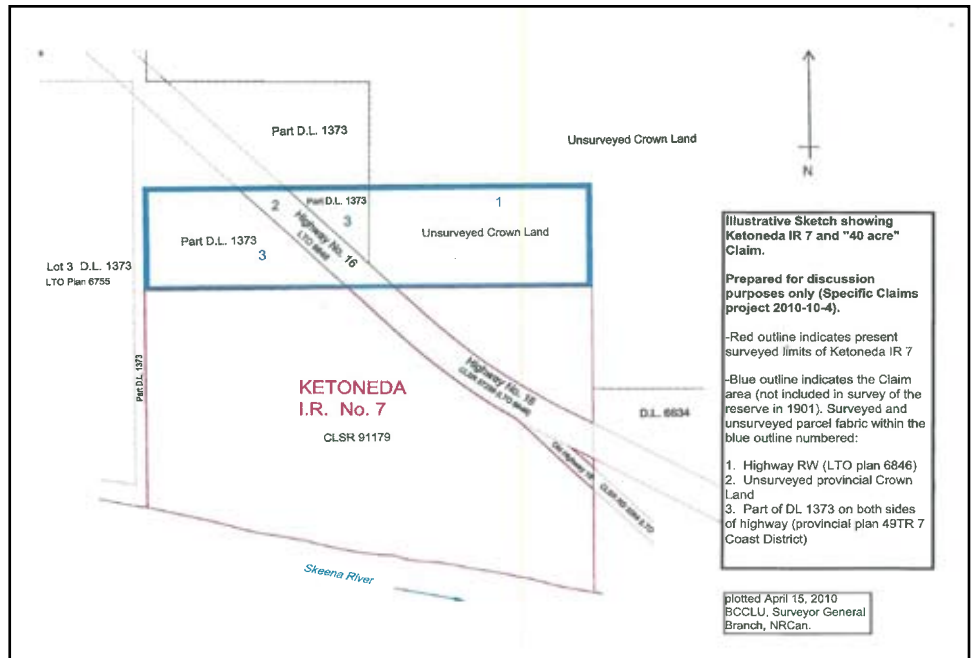 Part D.L. 1373
Unsurveyed Crown Land
N
2
Part D.L. 1373
3
1
Part D.L. 1373
3
Highway No. 16
LTO 6846
Unsurveyed Crown Land
Lot 3 D.L. 1373
LTO Plan 6755
Part D.L. 1373
Highway No. 16
KETONEDA
I.R. No. 7
CLSR 91179
D.L. 6834
Skeena River
Illustrative Sketch showing
Ketoneda IR 7 and "40 acre"
Claim.
Prepared for discussion
purposes only (Specific Claims
project 2010-10-4).
-Red outline indicates present
surveyed limits of Ketoneda IR 7
-Blue outline indicates the Claim
area (not included in survey of the
reserve in 1901). Surveyed and
unsurveyed parcel fabric within the
blue outline numbered:
1. Highway RW (LTO plan 6846)
2. Unsurveyed provincial Crown
Land
3. Part of DL 1373 on both sides
of highway (provincial plan 49TR 7
Coast District)
plotted April 15, 2010
BCCLU, Surveyor General
Branch, NRCan.